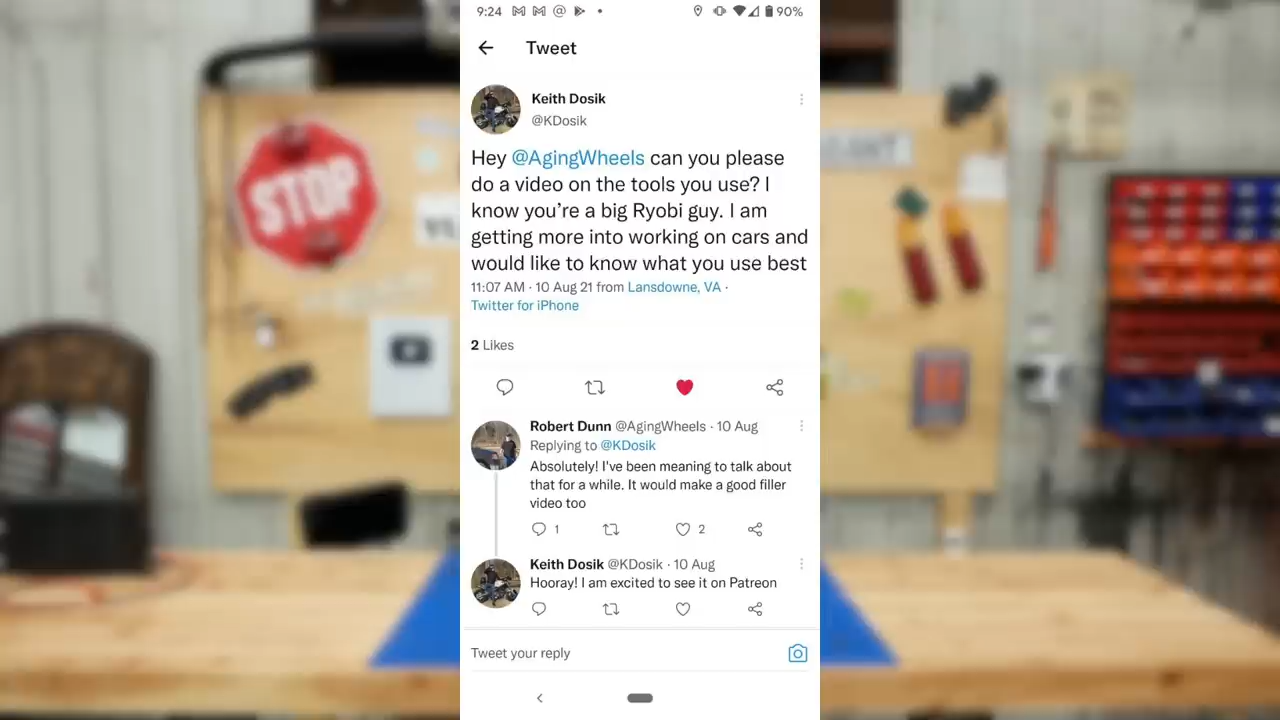 9:24
90%
Tweet
Keith Dosik
@KDosik
Hey @AgingWheels can you please
do a video on the tools you use? I
know you’re a big Ryobi guy. I am
getting more into working on cars and
would like to know what you use best
11:07 AM · 10 Aug 21 from Lansdowne, VA ·
Twitter for iPhone
2 Likes
Robert Dunn @AgingWheels · 10 Aug
Replying to @KDosik
Absolutely! I've been meaning to talk about
that for a while. It would make a good filler
video too
1
2
Keith Dosik @KDosik · 10 Aug
Hooray! I am excited to see it on Patreon
Tweet your reply
STOP